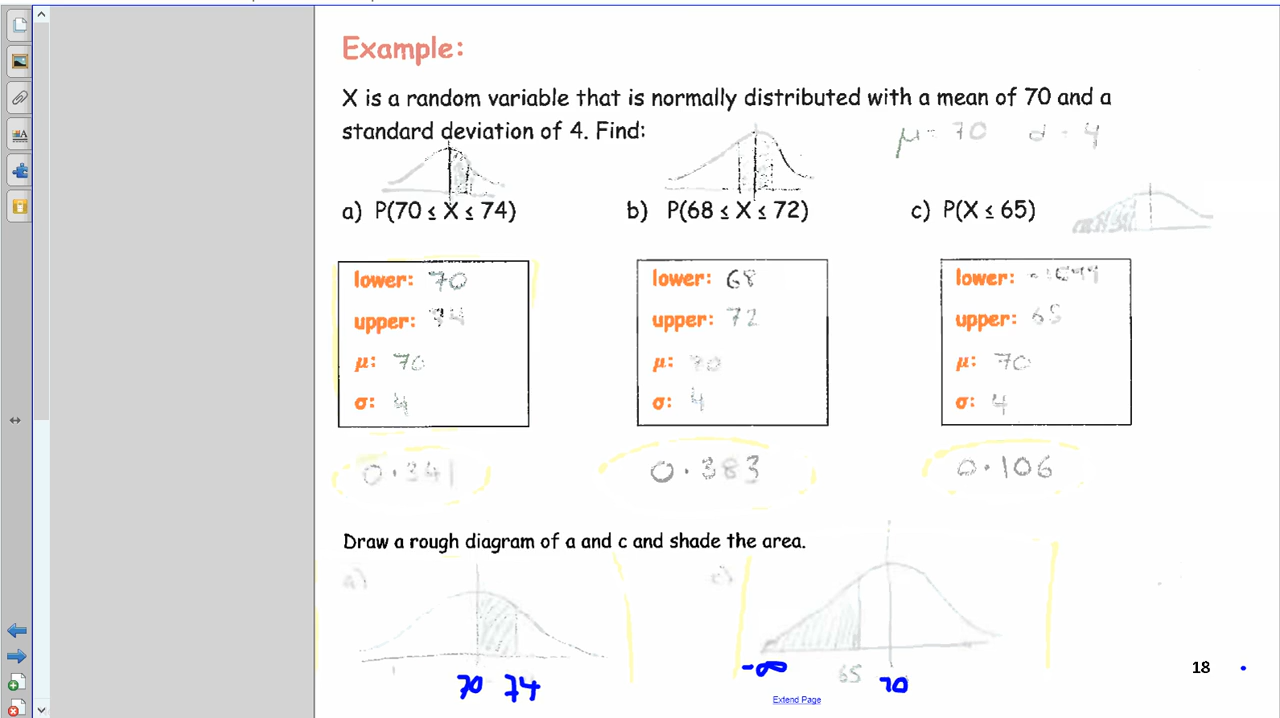 Example:
X is a random variable that is normally distributed with a mean of 70 and a
standard deviation of 4. Find:
μ = 70 σ = 4
a) P(70 ≤ X ≤ 74) b) P(68 ≤ X ≤ 72) c) P(X ≤ 65)
lower: 70 lower: 68 lower:
upper: 74 upper: 72 upper: 65
μ: 70 μ: 70 μ: 70
σ: 4 σ: 4 σ: 4
0.341 0.383 0.106
Draw a rough diagram of a and c and shade the area.
a) c)
-∞ 65 70
70 74
18
Extend Page